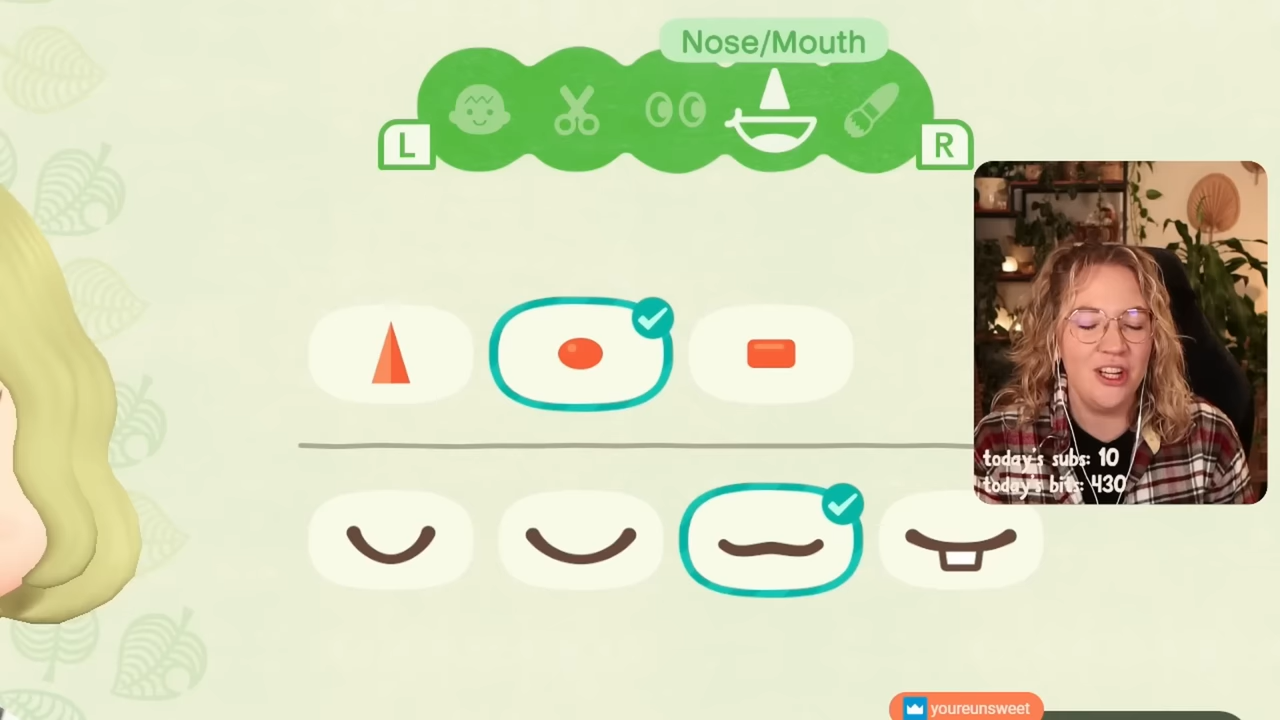 Nose/Mouth
L
R
today's subs: 10
today's bits: 430
youreunsweet